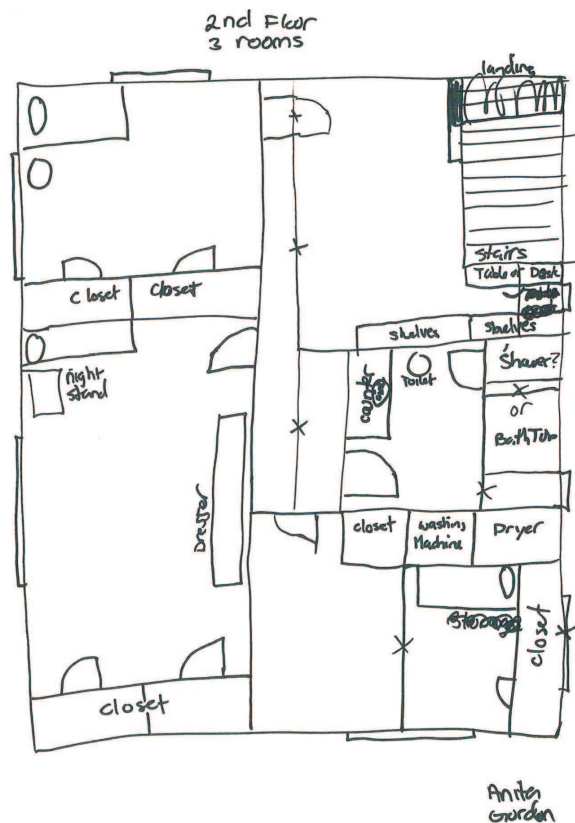 2nd Floor
3 rooms
landing
stairs
Table or Desk
Closet
Closet
shelves
shelves
night
stand
counter
Toilet
Shower?
or
BathTub
Dresser
closet
washing
Machine
Dryer
closet
closet
Anita
Gordon